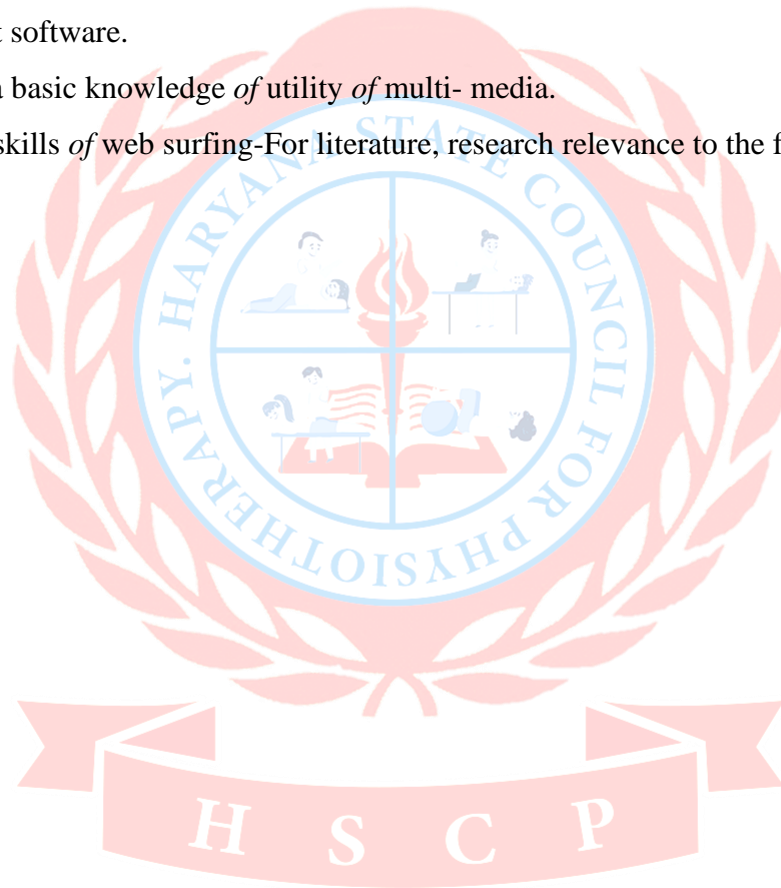 t software.
a basic knowledge of utility of multi- media.
skills of web surfing-For literature, research relevance to the f
HARYANA STATE COUNCIL FOR PHYSIOTHERAPY.
H S C P